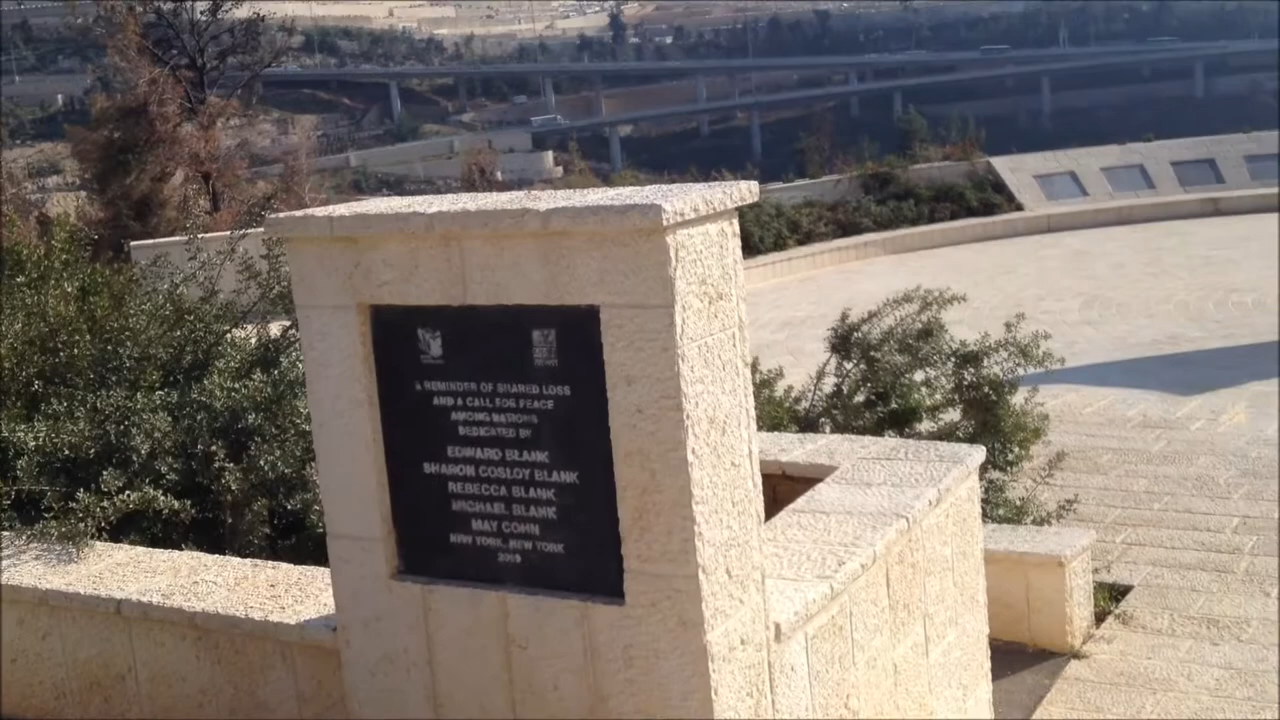 A REMINDER OF SHARED LOSS
AND A CALL FOR PEACE
AMONG NATIONS
DEDICATED BY
EDWARD BLANK
SHARON COSLOY BLANK
REBECCA BLANK
MICHAEL BLANK
MAY COHN
NEW YORK, NEW YORK
2009